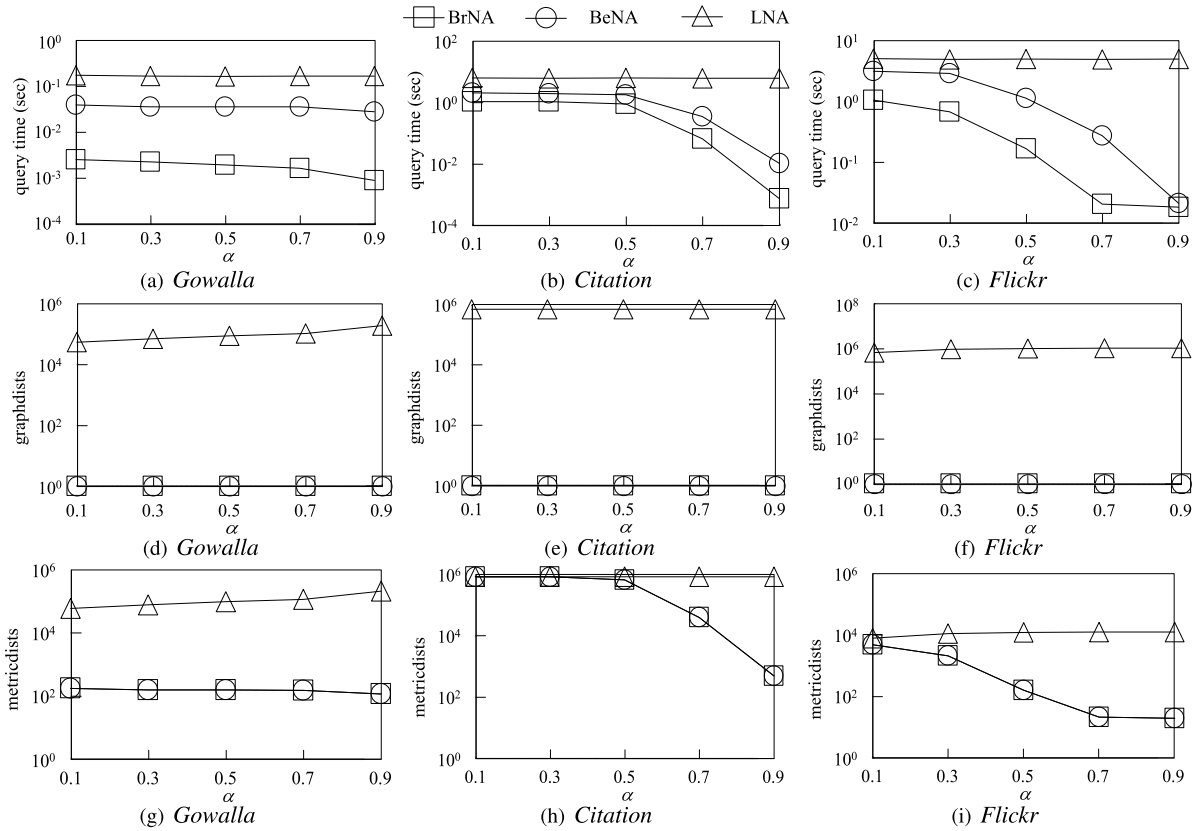 BrNA BeNA LNA
query time (sec)
10^0
10^-1
10^-2
10^-3
10^-4
0.1 0.3 0.5 0.7 0.9
α
(a) Gowalla
query time (sec)
10^2
10^0
10^-2
10^-4
0.1 0.3 0.5 0.7 0.9
α
(b) Citation
query time (sec)
10^1
10^0
10^-1
10^-2
0.1 0.3 0.5 0.7 0.9
α
(c) Flickr
graphdists
10^6
10^4
10^2
10^0
0.1 0.3 0.5 0.7 0.9
α
(d) Gowalla
graphdists
10^6
10^4
10^2
10^0
0.1 0.3 0.5 0.7 0.9
α
(e) Citation
graphdists
10^8
10^6
10^4
10^2
10^0
0.1 0.3 0.5 0.7 0.9
α
(f) Flickr
metricdists
10^6
10^4
10^2
10^0
0.1 0.3 0.5 0.7 0.9
α
(g) Gowalla
metricdists
10^6
10^4
10^2
10^0
0.1 0.3 0.5 0.7 0.9
α
(h) Citation
metricdists
10^6
10^4
10^2
10^0
0.1 0.3 0.5 0.7 0.9
α
(i) Flickr